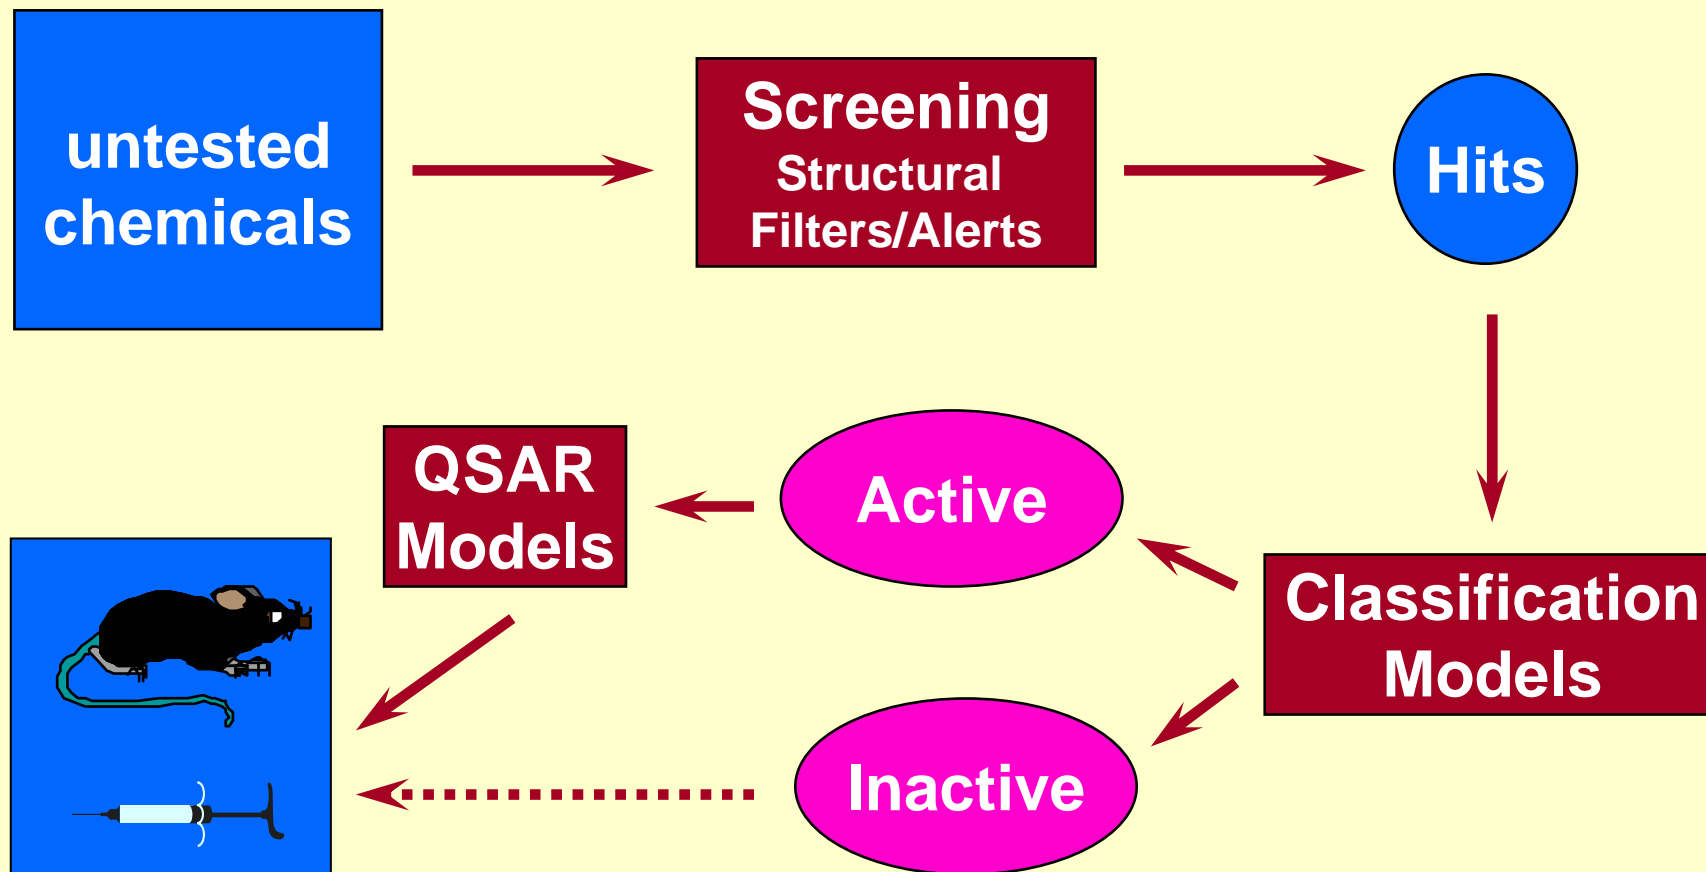 untested
chemicals
Screening
Structural
Filters/Alerts
Hits
QSAR
Models
Active
Classification
Models
Inactive